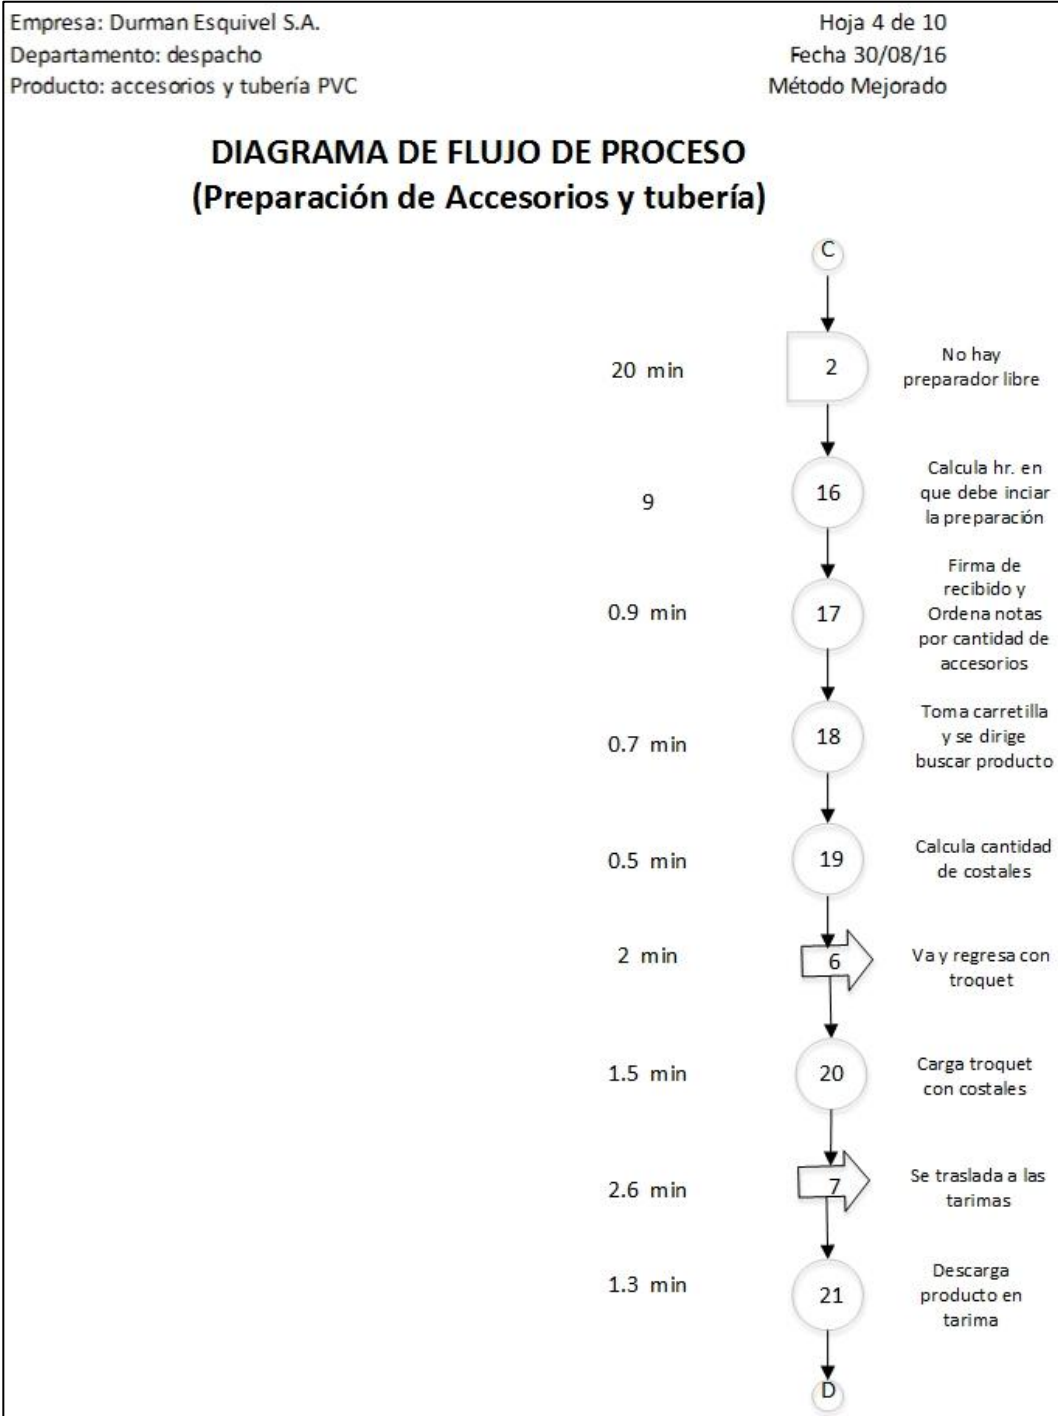 Empresa: Durman Esquivel S.A.
Hoja 4 de 10
Departamento: despacho
Fecha 30/08/16
Producto: accesorios y tubería PVC
Método Mejorado
DIAGRAMA DE FLUJO DE PROCESO
(Preparación de Accesorios y tubería)
C
20 min
2
No hay
preparador libre
9
16
Calcula hr. en
que debe inciar
la preparación
0.9 min
17
Firma de
recibido y
Ordena notas
por cantidad de
accesorios
0.7 min
18
Toma carretilla
y se dirige
buscar producto
0.5 min
19
Calcula cantidad
de costales
2 min
6
Va y regresa con
troquet
1.5 min
20
Carga troquet
con costales
2.6 min
7
Se traslada a las
tarimas
1.3 min
21
Descarga
producto en
tarima
D